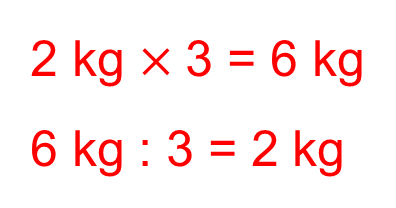 2 kg × 3 = 6 kg
6 kg : 3 = 2 kg